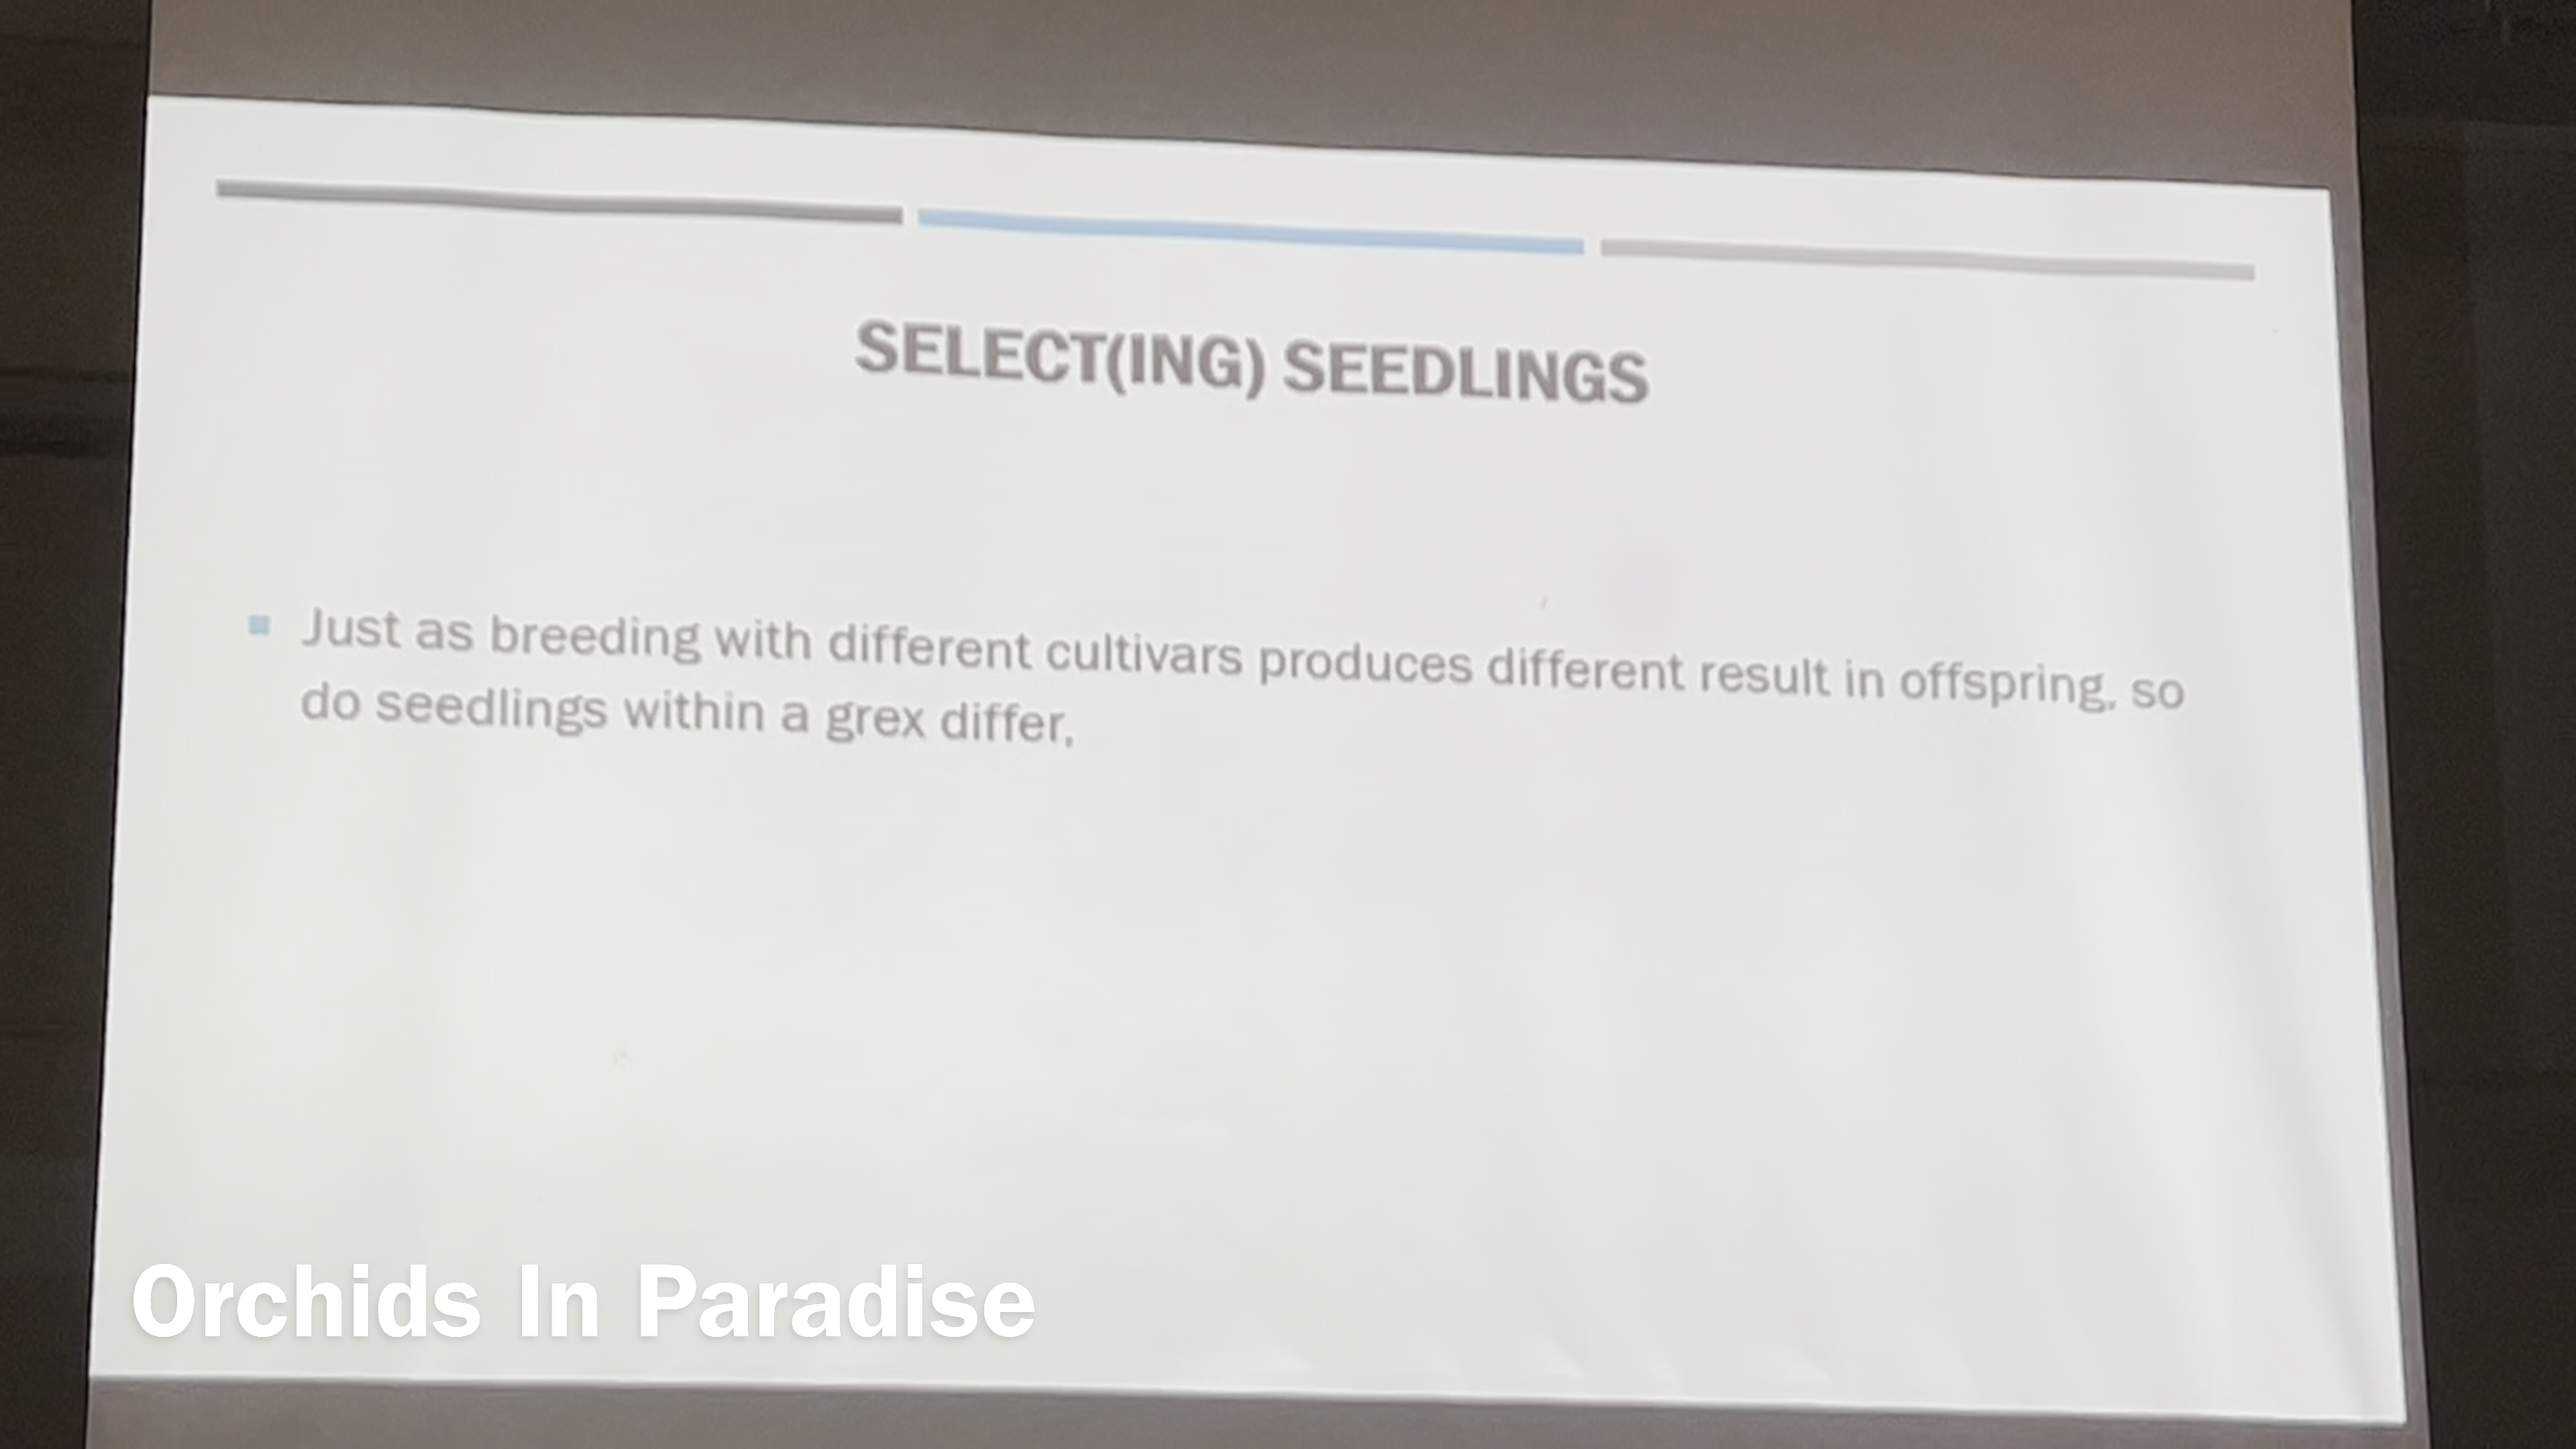 SELECT(ING) SEEDLINGS
Just as breeding with different cultivars produces different result in offspring, so
do seedlings within a grex differ,
Orchids In Paradise